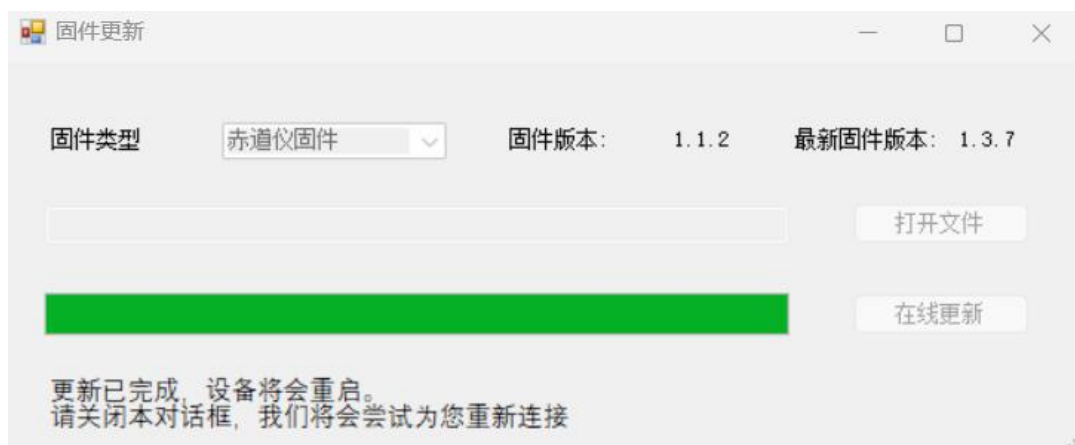 固件更新
固件类型 赤道仪固件 固件版本: 1.1.2 最新固件版本: 1.3.7
打开文件
在线更新
更新已完成，设备将会重启。
请关闭本对话框，我们将会尝试为您重新连接